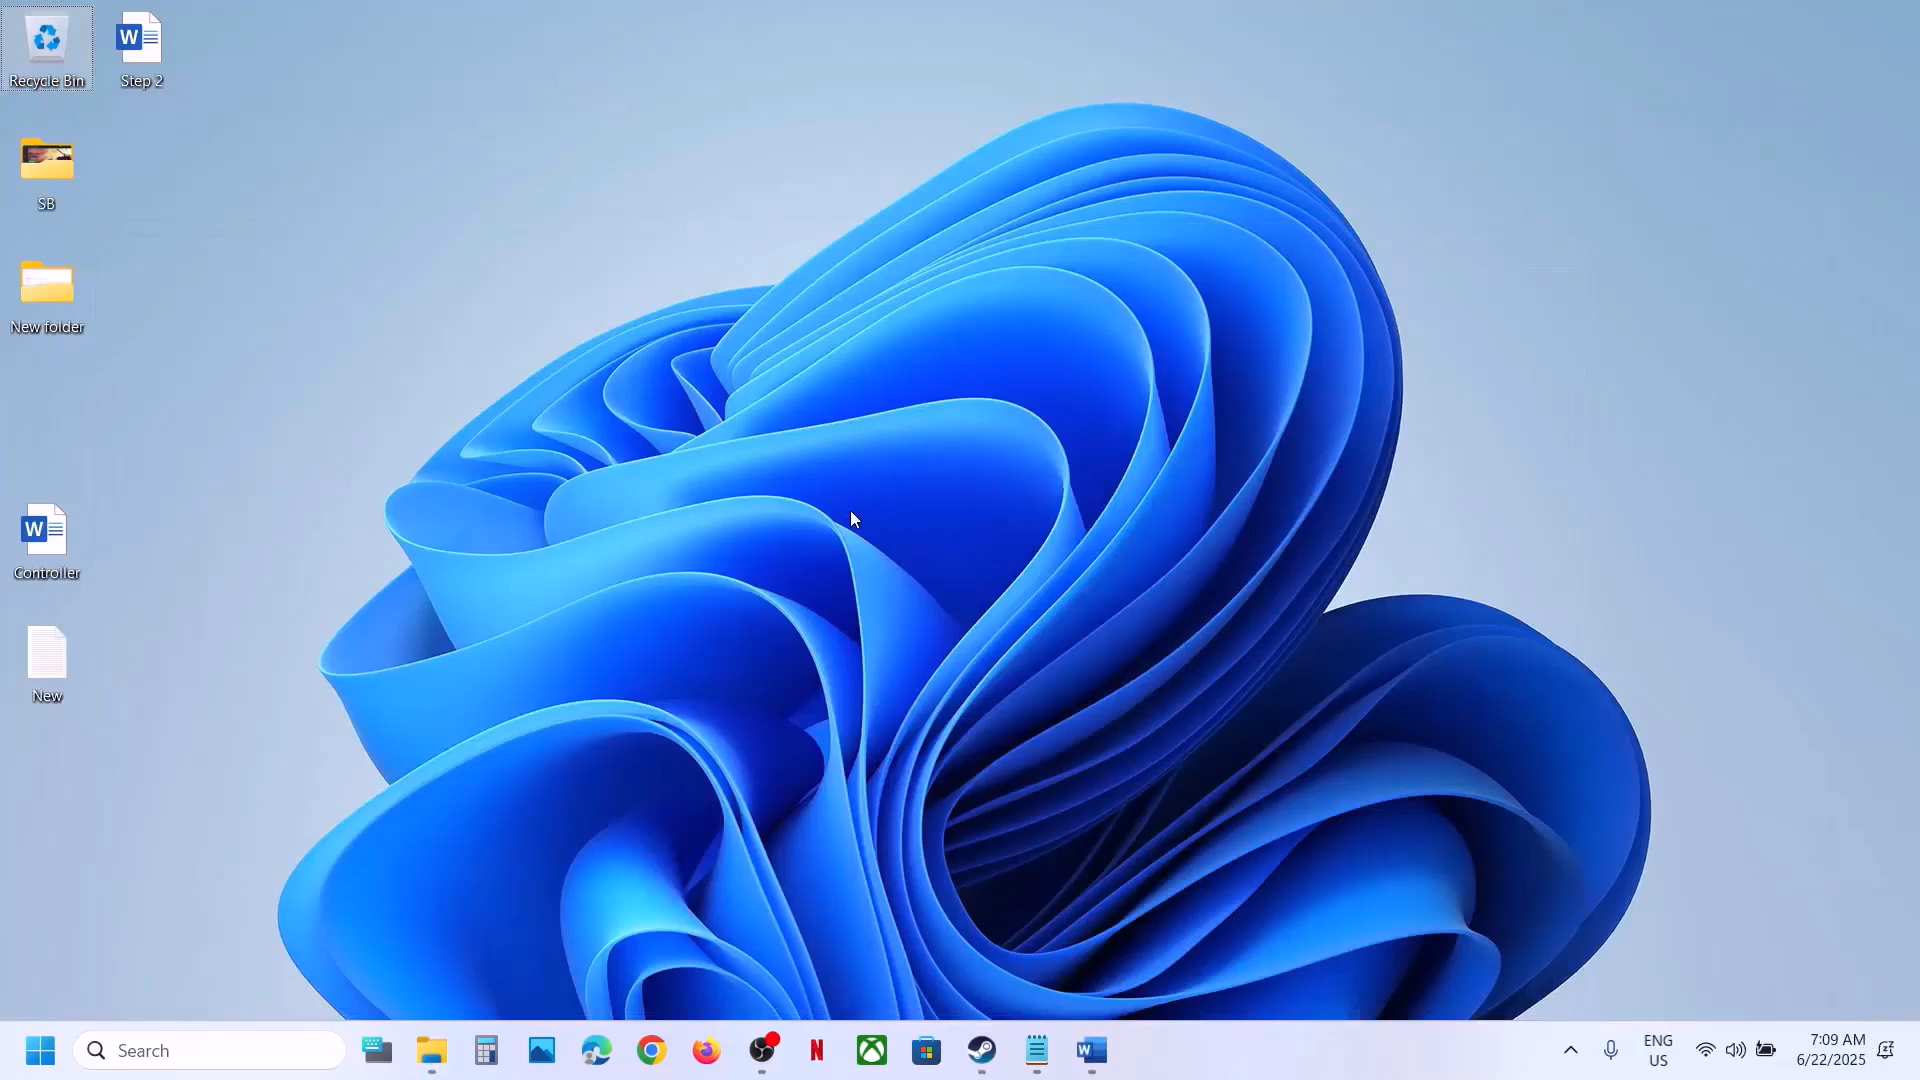 Recycle Bin
Step 2
SB
New folder
Controller
New
Search
ENG
US
7:09 AM
6/22/2025